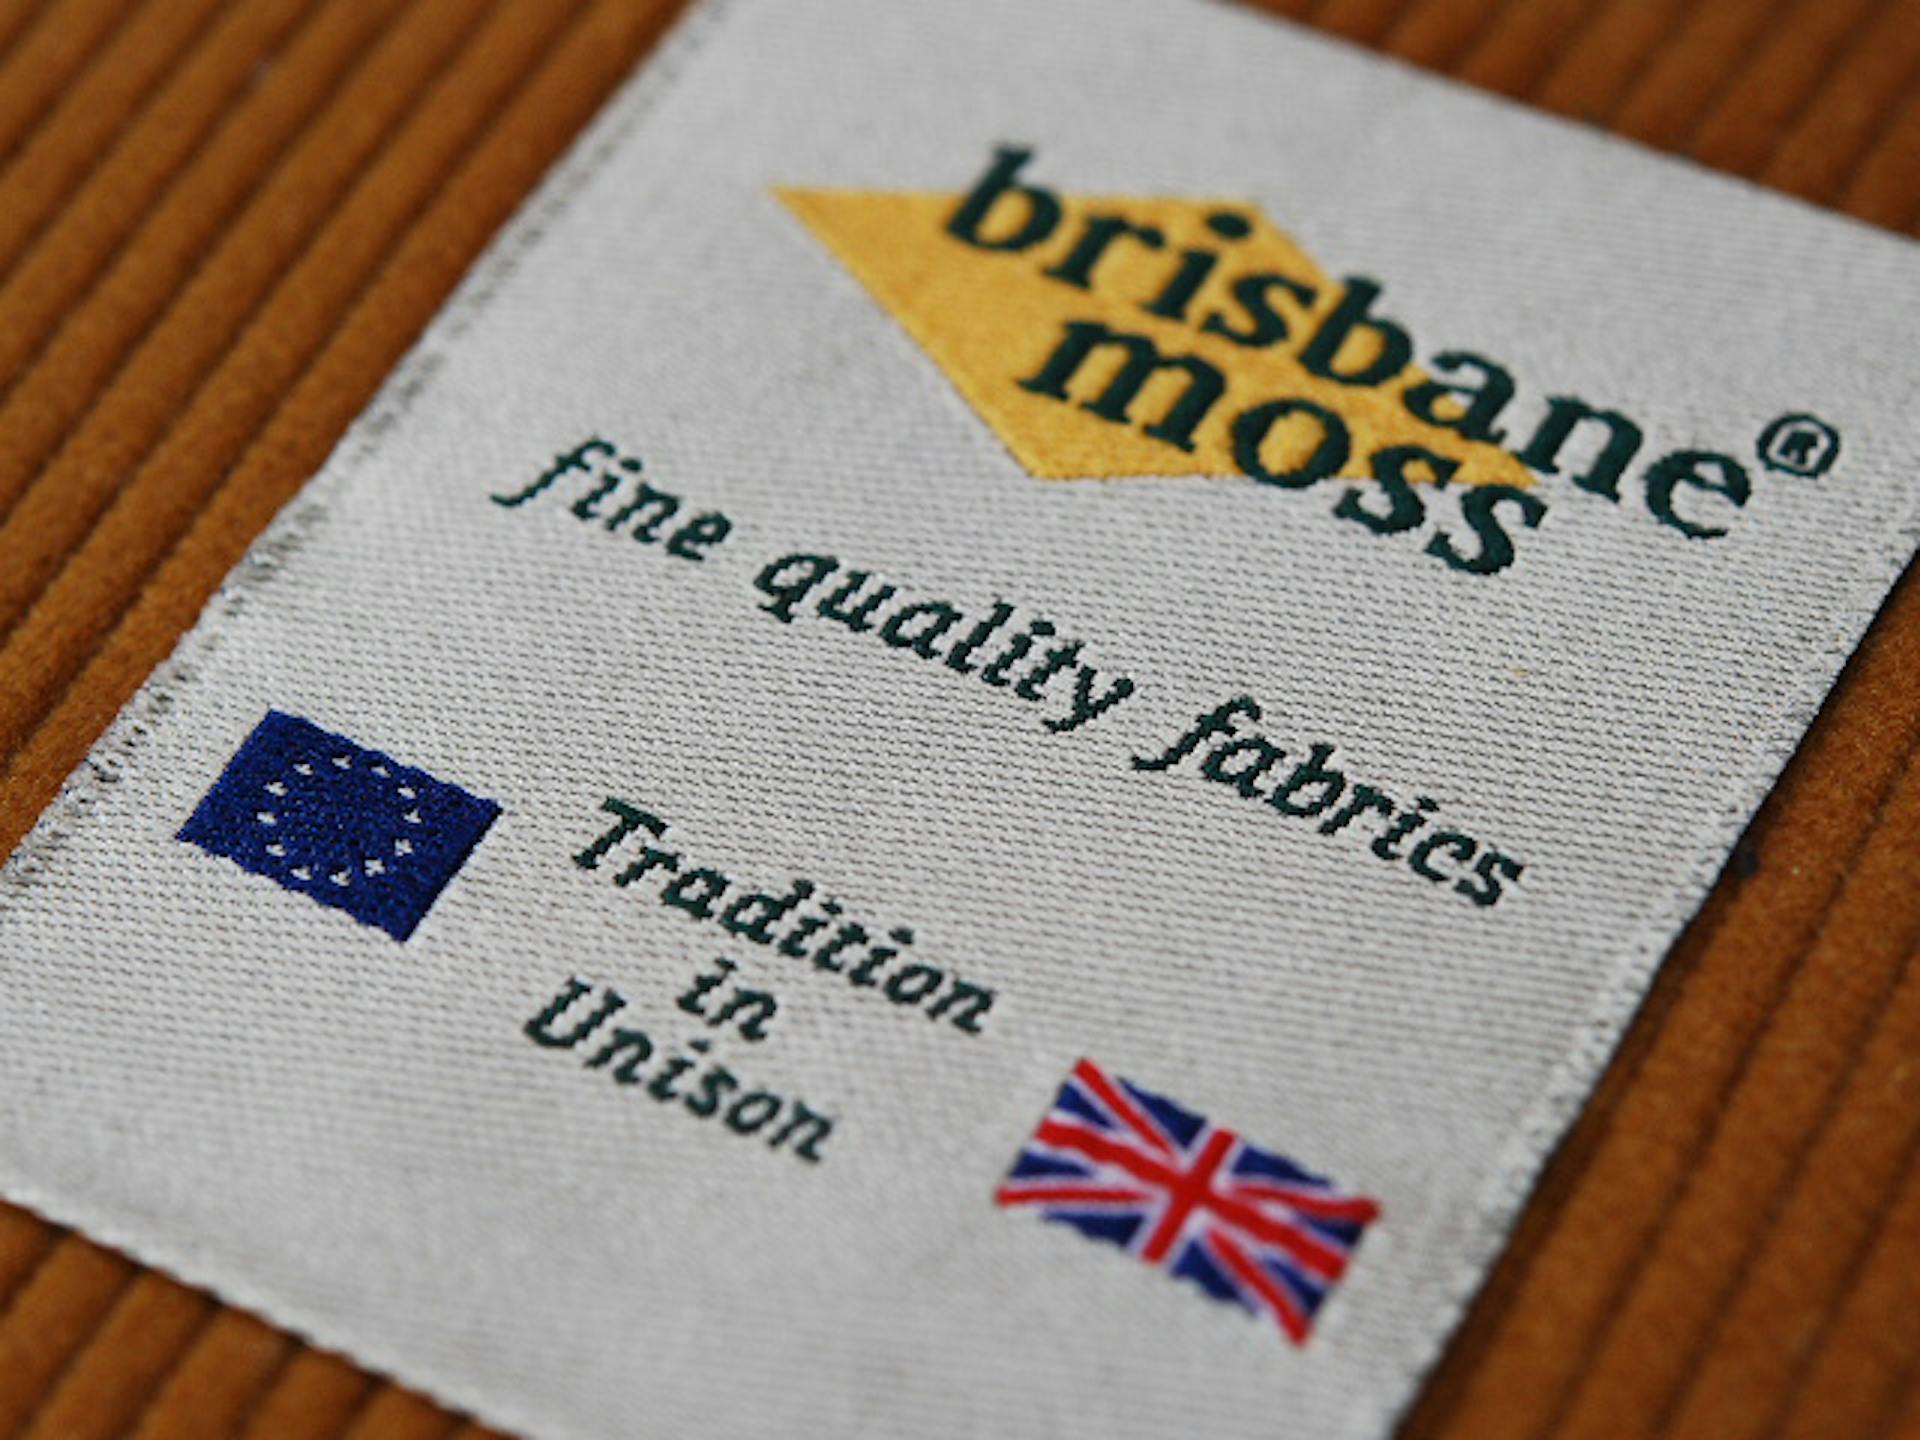 brisbane®
moss
fine quality fabrics
Tradition
in
Unison